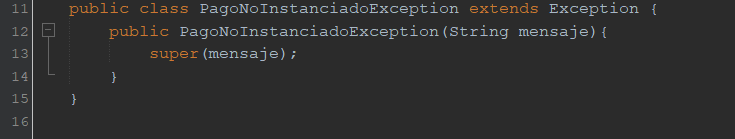 11 public class PagoNoInstanciadoException extends Exception {
12 public PagoNoInstanciadoException(String mensaje){
13 super(mensaje);
14 }
15 }
16